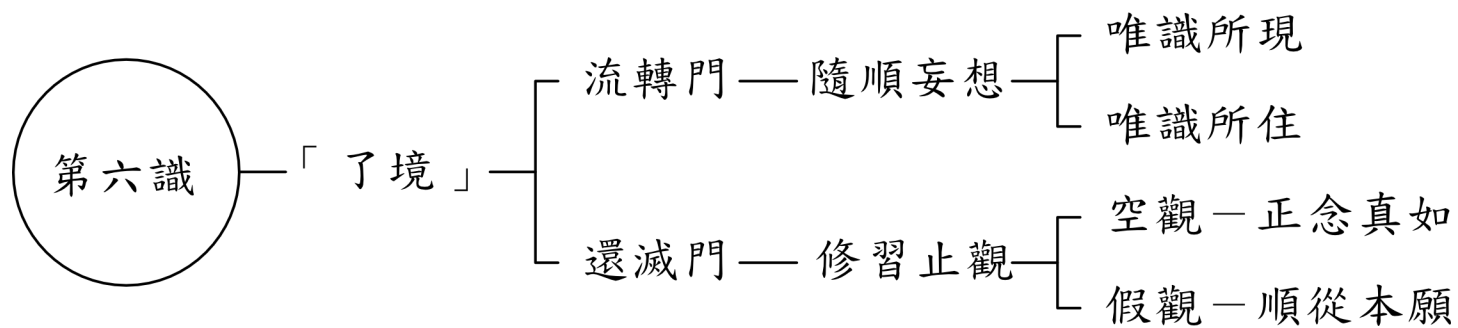 第六識
「了境」
流轉門
隨順妄想
唯識所現
唯識所住
還滅門
修習止觀
空觀－正念真如
假觀－順從本願